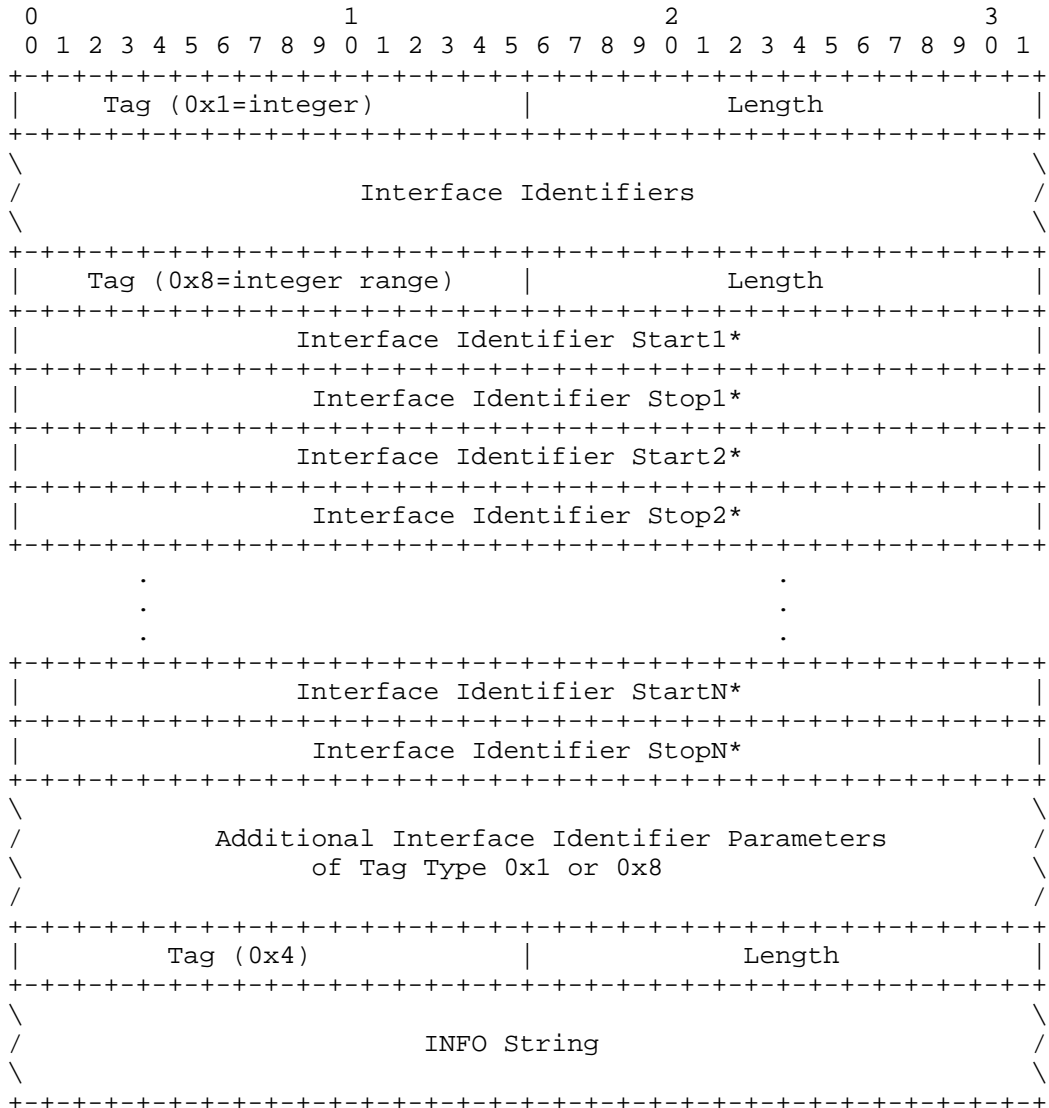 0                   1                   2                   3
 0 1 2 3 4 5 6 7 8 9 0 1 2 3 4 5 6 7 8 9 0 1 2 3 4 5 6 7 8 9 0 1
+-+-+-+-+-+-+-+-+-+-+-+-+-+-+-+-+-+-+-+-+-+-+-+-+-+-+-+-+-+-+-+-+
|     Tag (0x1=integer)         |            Length             |
+-+-+-+-+-+-+-+-+-+-+-+-+-+-+-+-+-+-+-+-+-+-+-+-+-+-+-+-+-+-+-+-+
\                                                               \
/                     Interface Identifiers                     /
\                                                               \
+-+-+-+-+-+-+-+-+-+-+-+-+-+-+-+-+-+-+-+-+-+-+-+-+-+-+-+-+-+-+-+-+
|    Tag (0x8=integer range)    |            Length             |
+-+-+-+-+-+-+-+-+-+-+-+-+-+-+-+-+-+-+-+-+-+-+-+-+-+-+-+-+-+-+-+-+
|                 Interface Identifier Start1*                  |
+-+-+-+-+-+-+-+-+-+-+-+-+-+-+-+-+-+-+-+-+-+-+-+-+-+-+-+-+-+-+-+-+
|                  Interface Identifier Stop1*                  |
+-+-+-+-+-+-+-+-+-+-+-+-+-+-+-+-+-+-+-+-+-+-+-+-+-+-+-+-+-+-+-+-+
|                 Interface Identifier Start2*                  |
+-+-+-+-+-+-+-+-+-+-+-+-+-+-+-+-+-+-+-+-+-+-+-+-+-+-+-+-+-+-+-+-+
|                  Interface Identifier Stop2*                  |
+-+-+-+-+-+-+-+-+-+-+-+-+-+-+-+-+-+-+-+-+-+-+-+-+-+-+-+-+-+-+-+-+
        .                                       .
        .                                       .
        .                                       .
+-+-+-+-+-+-+-+-+-+-+-+-+-+-+-+-+-+-+-+-+-+-+-+-+-+-+-+-+-+-+-+-+
|                 Interface Identifier StartN*                  |
+-+-+-+-+-+-+-+-+-+-+-+-+-+-+-+-+-+-+-+-+-+-+-+-+-+-+-+-+-+-+-+-+
|                  Interface Identifier StopN*                  |
+-+-+-+-+-+-+-+-+-+-+-+-+-+-+-+-+-+-+-+-+-+-+-+-+-+-+-+-+-+-+-+-+
\                                                               \
/            Additional Interface Identifier Parameters         /
\                  of Tag Type 0x1 or 0x8                       \
/                                                               /
+-+-+-+-+-+-+-+-+-+-+-+-+-+-+-+-+-+-+-+-+-+-+-+-+-+-+-+-+-+-+-+-+
|         Tag (0x4)             |             Length            |
+-+-+-+-+-+-+-+-+-+-+-+-+-+-+-+-+-+-+-+-+-+-+-+-+-+-+-+-+-+-+-+-+
\                                                               \
/                         INFO String                           /
\                                                               \
+-+-+-+-+-+-+-+-+-+-+-+-+-+-+-+-+-+-+-+-+-+-+-+-+-+-+-+-+-+-+-+-+